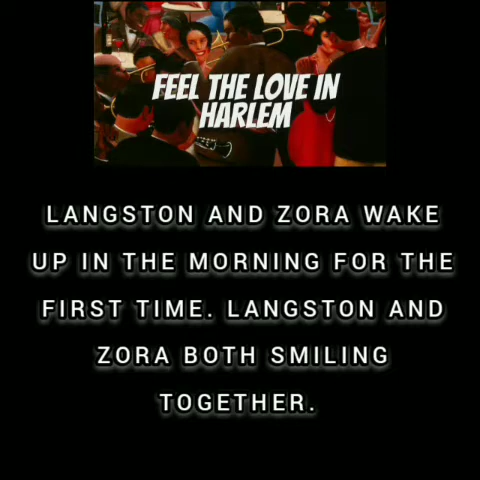 FEEL THE LOVE IN
HARLEM
LANGSTON AND ZORA WAKE
UP IN THE MORNING FOR THE
FIRST TIME. LANGSTON AND
ZORA BOTH SMILING
TOGETHER.